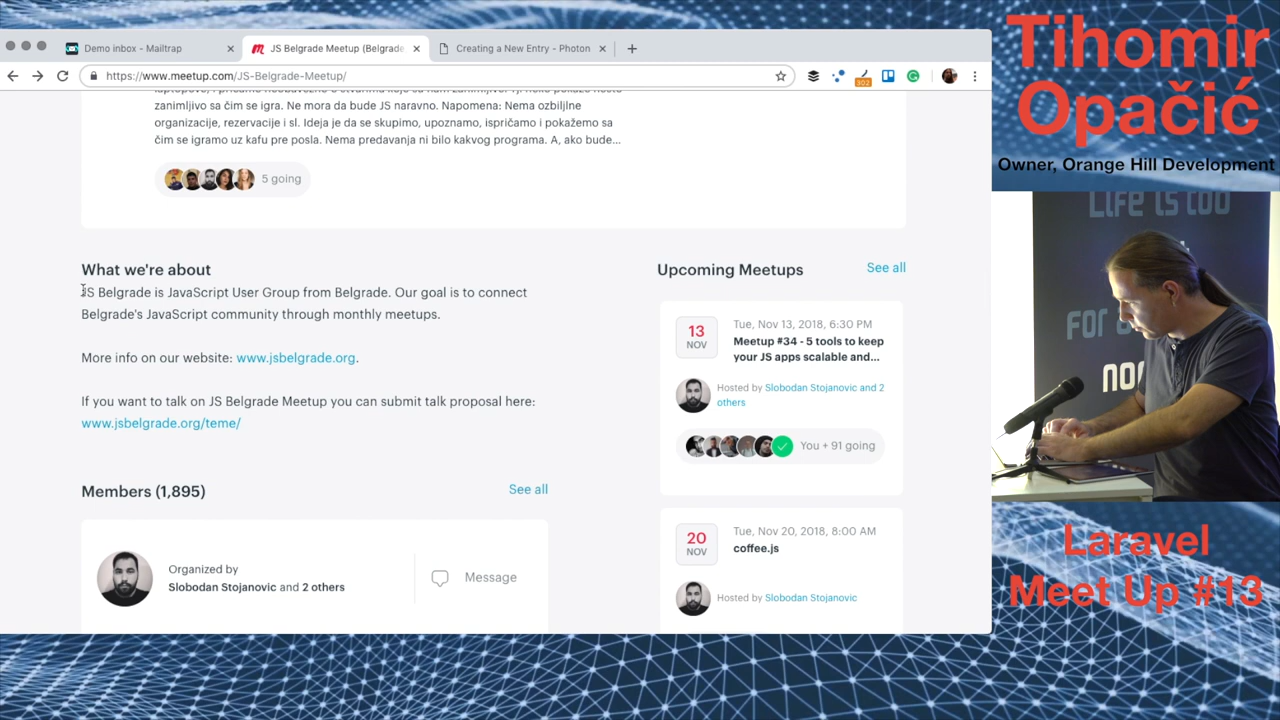 Demo inbox - Mailtrap
JS Belgrade Meetup (Belgrade
Creating a New Entry - Photon
https://www.meetup.com/JS-Belgrade-Meetup/
102
zanimljivo sa čim se igra. Ne mora da bude JS naravno. Napomena: Nema ozbiljne
organizacije, rezervacije i sl. Ideja je da se skupimo, upoznamo, ispričamo i pokažemo sa
čim se igramo uz kafu pre posla. Nema predavanja ni bilo kakvog programa. A, ako bude...
5 going
What we're about
JS Belgrade is JavaScript User Group from Belgrade. Our goal is to connect
Belgrade's JavaScript community through monthly meetups.
More info on our website: www.jsbelgrade.org.
If you want to talk on JS Belgrade Meetup you can submit talk proposal here:
www.jsbelgrade.org/teme/
Members (1,895)
See all
Organized by
Slobodan Stojanovic and 2 others
Message
Upcoming Meetups
See all
13
NOV
Tue, Nov 13, 2018, 6:30 PM
Meetup #34 - 5 tools to keep
your JS apps scalable and...
Hosted by Slobodan Stojanovic and 2
others
You + 91 going
20
NOV
Tue, Nov 20, 2018, 8:00 AM
coffee.js
Hosted by Slobodan Stojanovic
Tihomir
Opačić
Owner, Orange Hill Development
LIFE IS TOO
FOR
Laravel
Meet Up #13